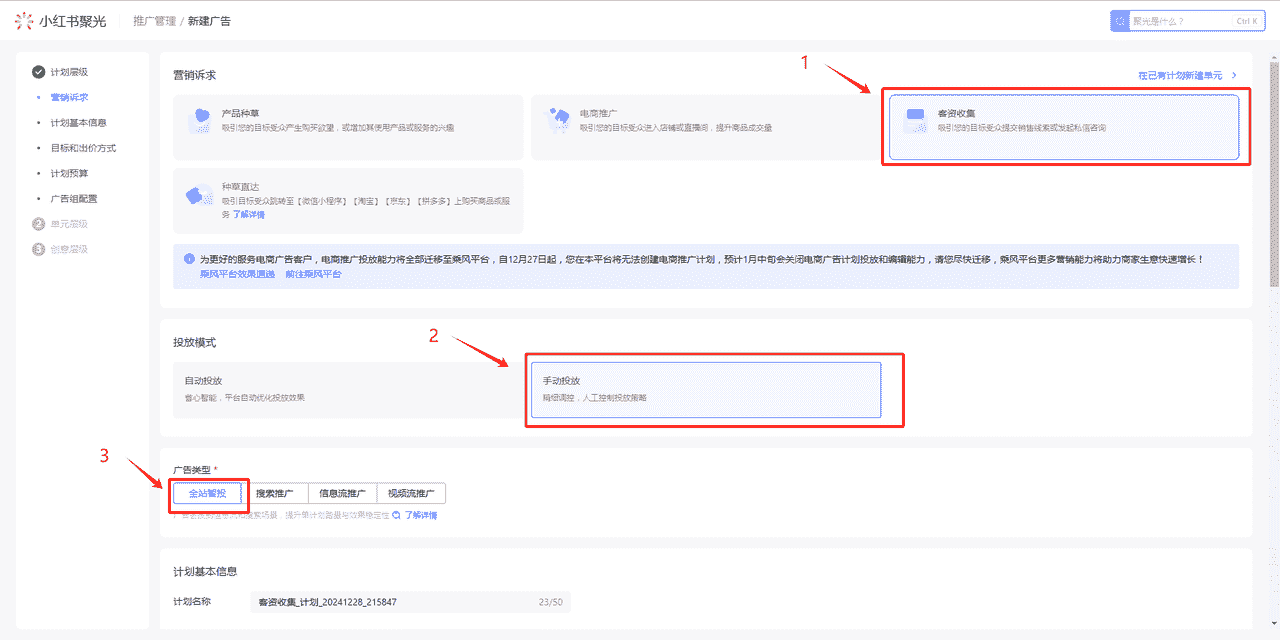 小红书聚光 推广管理 / 新建广告
聚光是什么？ Ctrl K
计划层级
营销诉求
计划基本信息
目标和出价方式
计划预算
广告组配置
2 单元层级
3 创意层级
营销诉求
1
在已有计划新建单元
产品种草
吸引您的目标受众产生购买欲望，或增加其使用产品或服务的兴趣
电商推广
吸引您的目标受众进入店铺或直播间，提升商品成交量
客资收集
吸引您的目标受众提交销售线索或发起私信咨询
种草直达
吸引目标受众跳转至【微信小程序】【淘宝】【京东】【拼多多】上购买商品或服
务 了解详情
为更好的服务电商广告客户，电商推广投放能力将全部迁移至乘风平台，自12月27日起，您在本平台将无法创建电商推广计划，预计1月中旬会关闭电商广告计划投放和编辑能力，请您尽快迁移，乘风平台更多营销能力将助力商家生意快速增长！
乘风平台效果速递 前往乘风平台
投放模式
2
自动投放
省心智能，平台自动优化投放效果
手动投放
精细调控，人工控制投放策略
3
广告类型 *
全站智投 搜索推广 信息流推广 视频流推广
场景，提升单计划跑量与效果稳定性 了解详情
计划基本信息
计划名称 客资收集_计划_20241228_215847 23/50